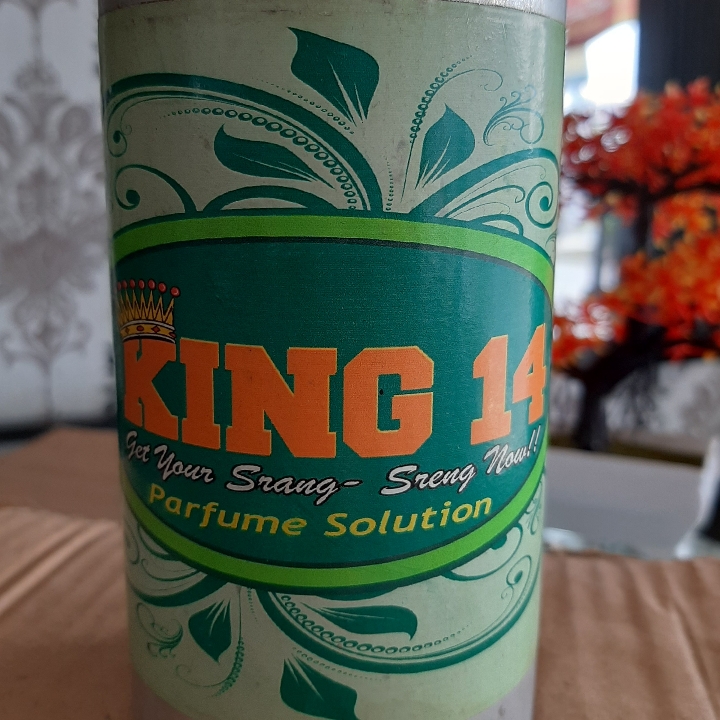 KING 14
Get Your Srang- Sreng Now!!
Parfume Solution